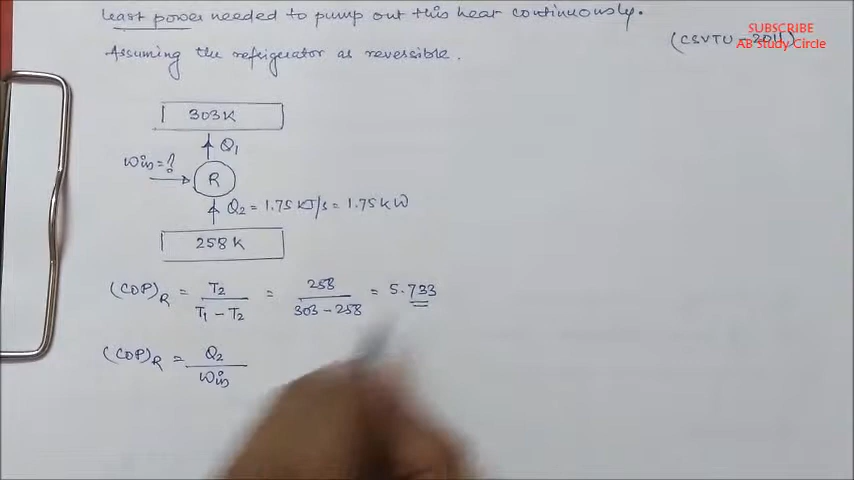 Least power needed to pump out this heat continuously.
(CSVTU - 2011)
SUBSCRIBE
AB Study Circle
Assuming the refrigerator as reversible.
303K
Q1
Win=?
R
Q2 = 1.75 KJ/s = 1.75 KW
258K
(COP)R = T2 / T1 - T2 = 258 / 303 - 258 = 5.733
(COP)R = Q2 / Win